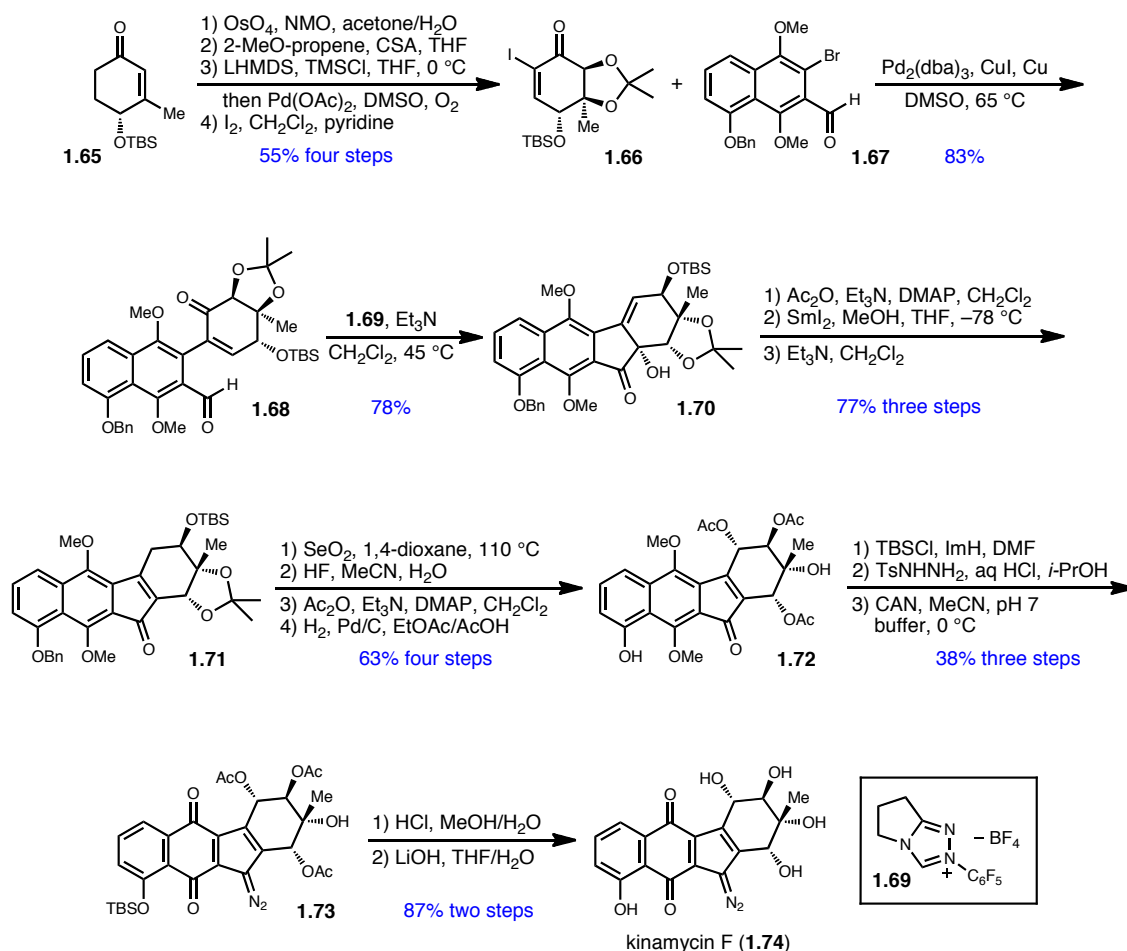 O
Me
OTBS
1.65
1) OsO4, NMO, acetone/H2O
2) 2-MeO-propene, CSA, THF
3) LHMDS, TMSCl, THF, 0 °C
then Pd(OAc)2, DMSO, O2
4) I2, CH2Cl2, pyridine
55% four steps
O
I
O
O
Me
TBSO
1.66
+
OMe
Br
H
O
OBn
OMe
1.67
Pd2(dba)3, CuI, Cu
DMSO, 65 °C
83%
O
O
O
MeO
Me
OTBS
H
O
OBn
OMe
1.68
1.69, Et3N
CH2Cl2, 45 °C
78%
OTBS
MeO
Me
O
O
OH
O
OBn
OMe
1.70
1) Ac2O, Et3N, DMAP, CH2Cl2
2) SmI2, MeOH, THF, –78 °C
3) Et3N, CH2Cl2
77% three steps
OTBS
MeO
Me
O
O
OBn
OMe
O
1.71
1) SeO2, 1,4-dioxane, 110 °C
2) HF, MeCN, H2O
3) Ac2O, Et3N, DMAP, CH2Cl2
4) H2, Pd/C, EtOAc/AcOH
63% four steps
AcO
OAc
MeO
Me
OH
OAc
OH
OMe
O
1.72
1) TBSCl, ImH, DMF
2) TsNHNH2, aq HCl, i-PrOH
3) CAN, MeCN, pH 7
buffer, 0 °C
38% three steps
AcO
OAc
O
Me
OH
OAc
TBSO
O
N2
1.73
1) HCl, MeOH/H2O
2) LiOH, THF/H2O
87% two steps
HO
OH
O
Me
OH
OH
OH
O
N2
kinamycin F (1.74)
N
N
N
+
C6F5
– BF4
1.69